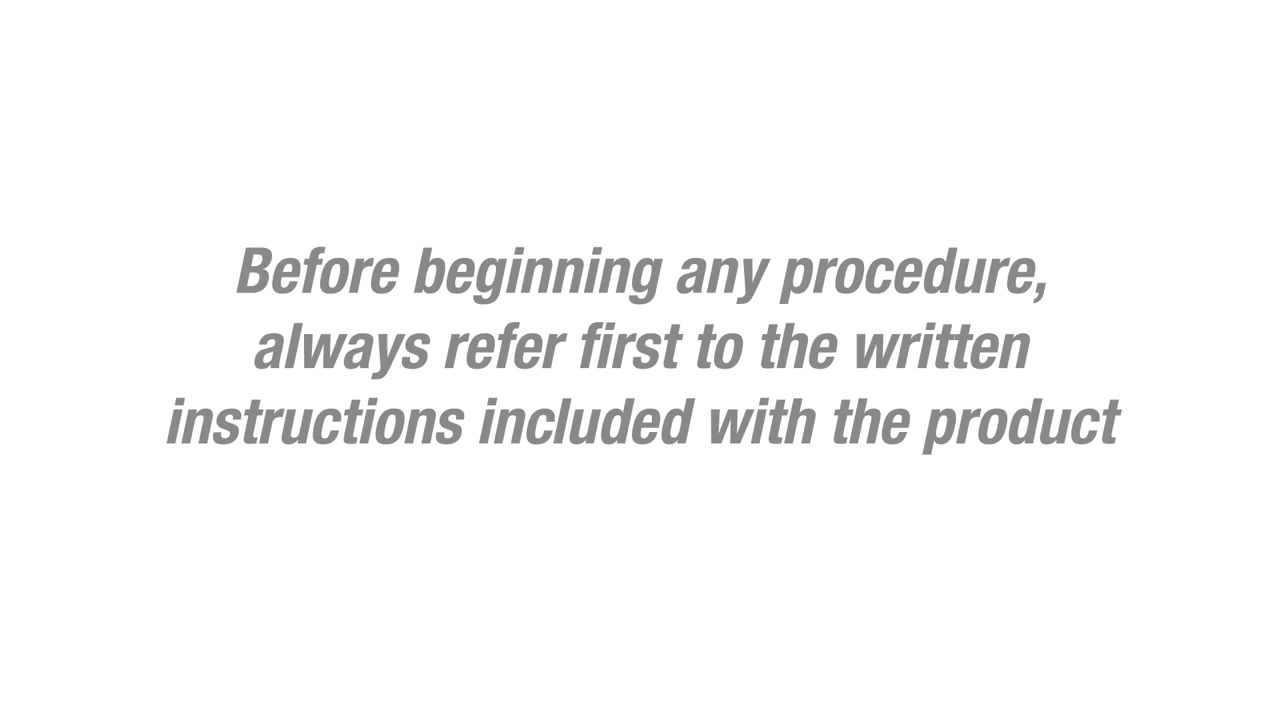 Before beginning any procedure,
always refer first to the written
instructions included with the product